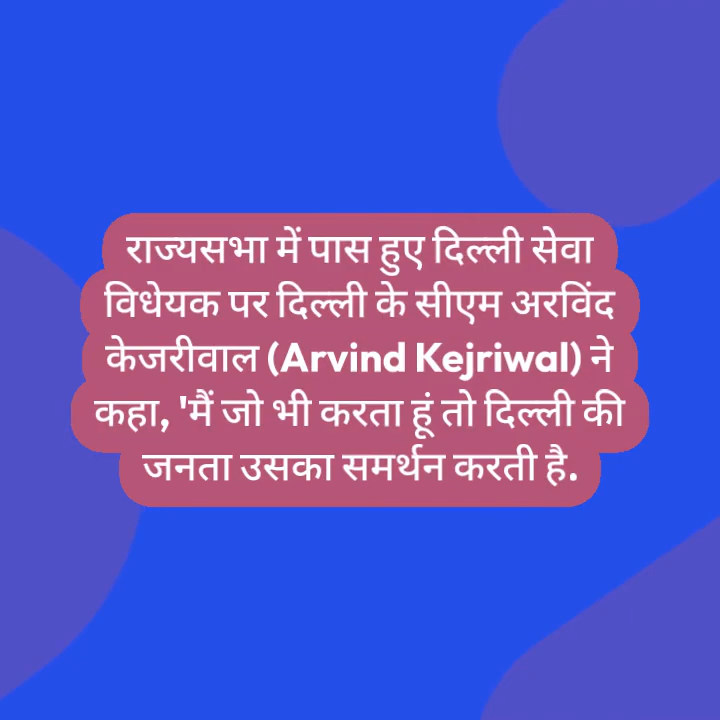 राज्यसभा में पास हुए दिल्ली सेवा
विधेयक पर दिल्ली के सीएम अरविंद
केजरीवाल (Arvind Kejriwal) ने
कहा, 'मैं जो भी करता हूं तो दिल्ली की
जनता उसका समर्थन करती है.